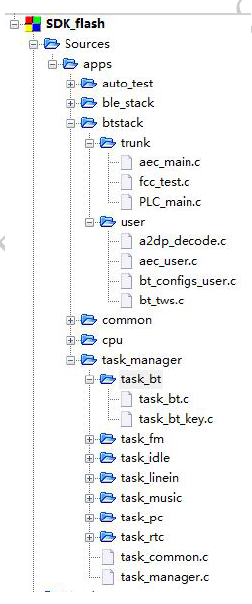 SDK_flash
Sources
apps
auto_test
ble_stack
btstack
trunk
aec_main.c
fcc_test.c
PLC_main.c
user
a2dp_decode.c
aec_user.c
bt_configs_user.c
bt_tws.c
common
cpu
task_manager
task_bt
task_bt.c
task_bt_key.c
task_fm
task_idle
task_linein
task_music
task_pc
task_rtc
task_common.c
task_manager.c